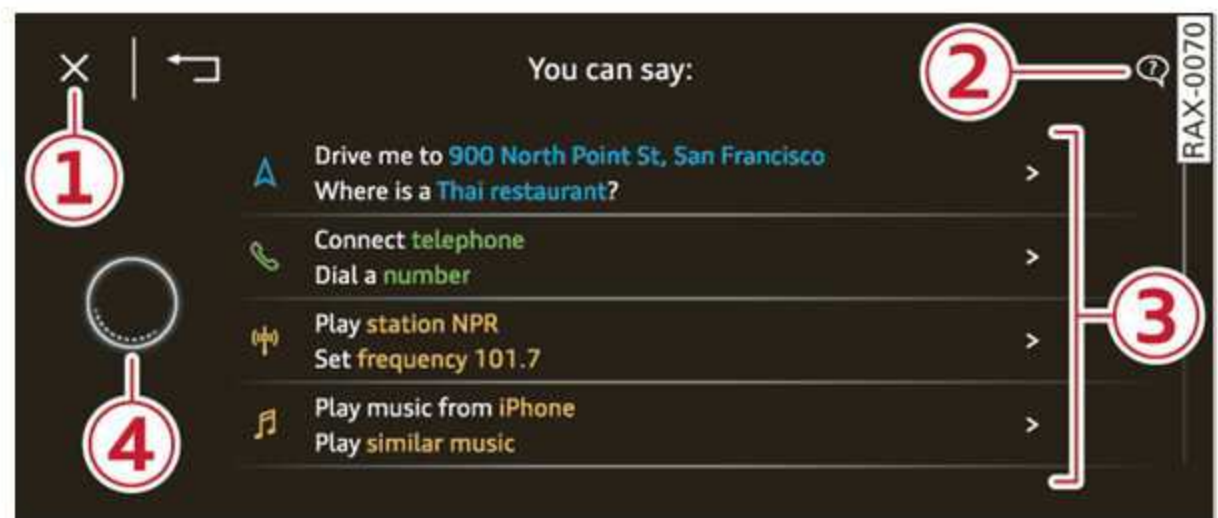 You can say:
RAX-0070
1
2
Drive me to 900 North Point St, San Francisco
Where is a Thai restaurant?
Connect telephone
Dial a number
3
Play station NPR
Set frequency 101.7
4
Play music from iPhone
Play similar music